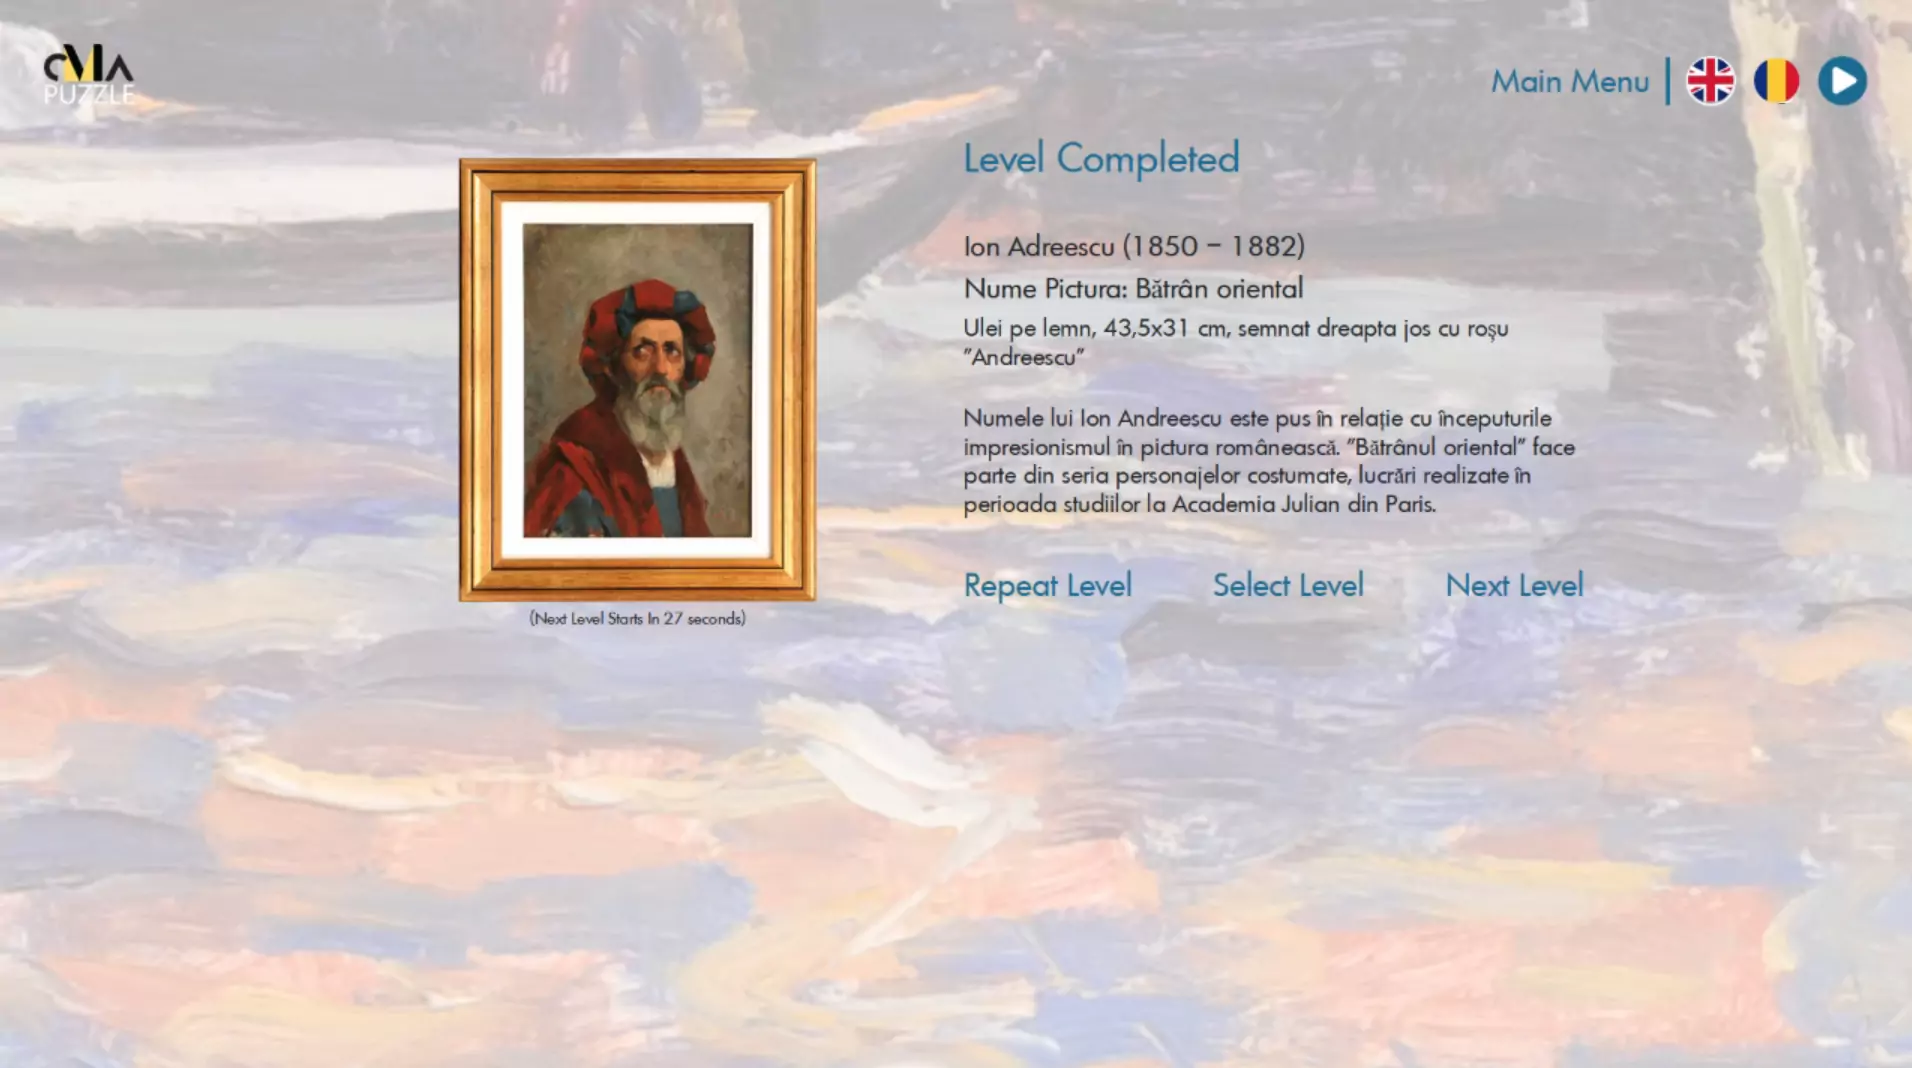 CMA
PUZZLE
Main Menu
Level Completed
Ion Adreescu (1850 – 1882)
Nume Pictura: Bătrân oriental
Ulei pe lemn, 43,5x31 cm, semnat dreapta jos cu roșu
"Andreescu"
Numele lui Ion Andreescu este pus în relație cu începuturile
impresionismul în pictura românească. "Bătrânul oriental" face
parte din seria personajelor costumate, lucrări realizate în
perioada studiilor la Academia Julian din Paris.
Repeat Level
Select Level
Next Level
(Next Level Starts In 27 seconds)